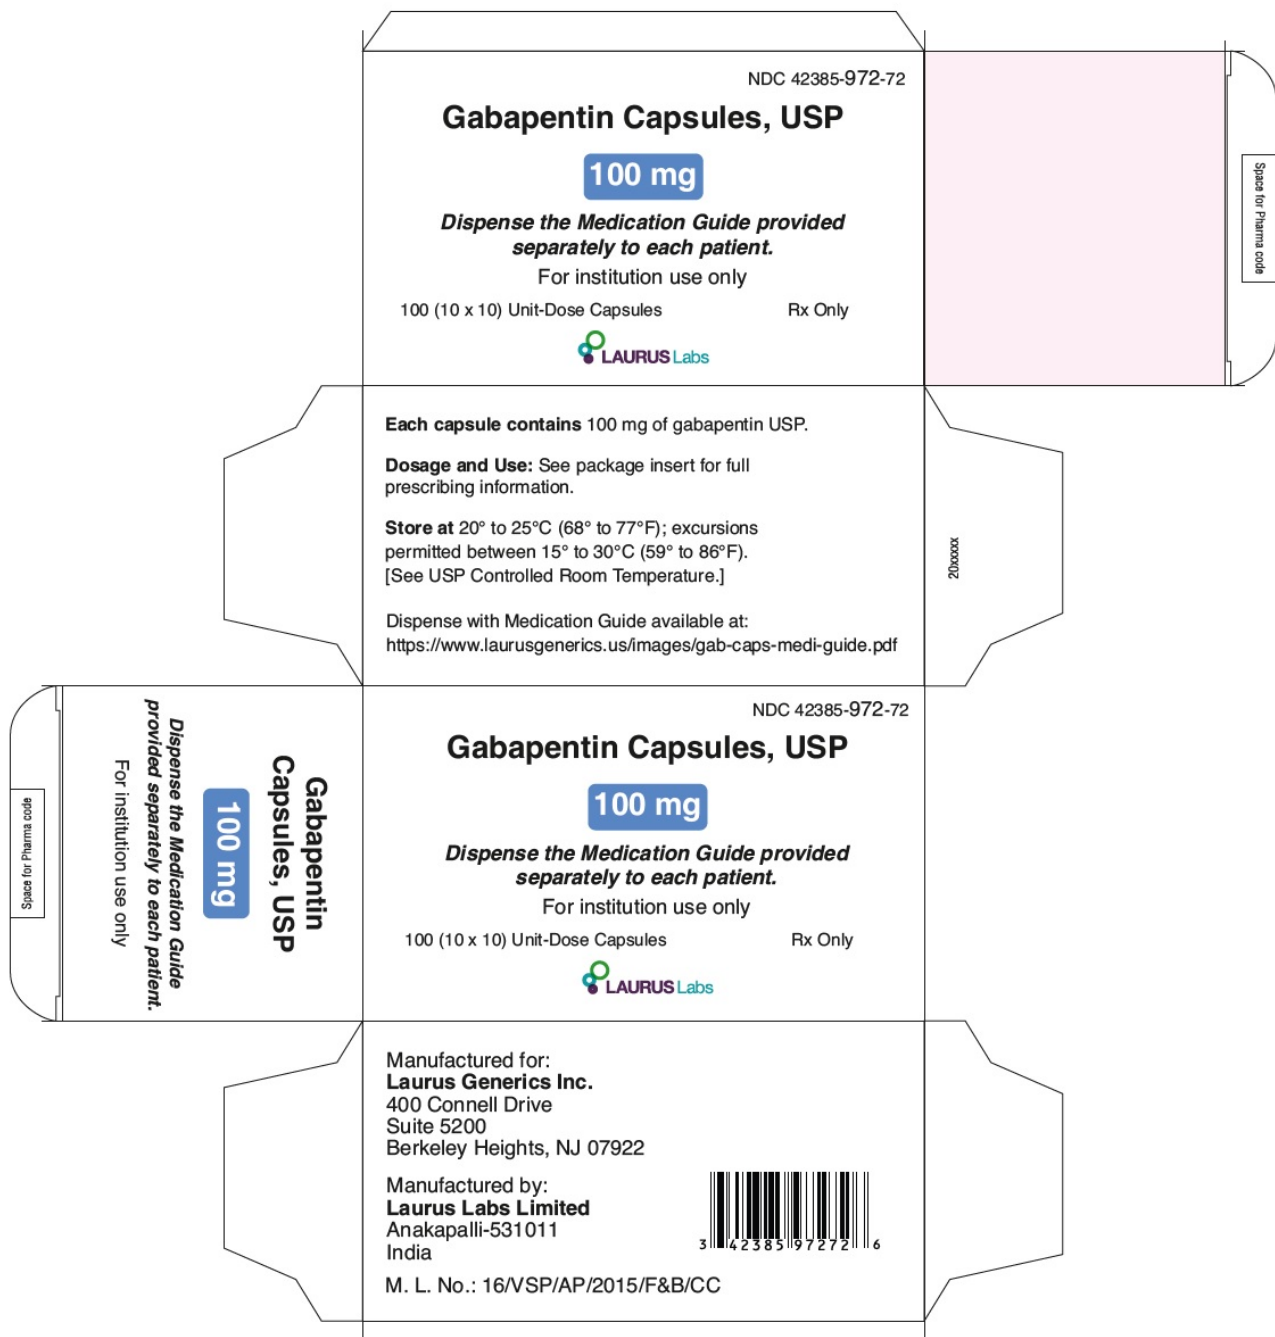 NDC 42385-972-72
Gabapentin Capsules, USP
100 mg
Dispense the Medication Guide provided
separately to each patient.
For institution use only
100 (10 x 10) Unit-Dose Capsules Rx Only
LAURUS Labs
Space for Pharma code
Each capsule contains 100 mg of gabapentin USP.
Dosage and Use: See package insert for full
prescribing information.
Store at 20° to 25°C (68° to 77°F); excursions
permitted between 15° to 30°C (59° to 86°F).
[See USP Controlled Room Temperature.]
Dispense with Medication Guide available at:
https://www.laurusgenerics.us/images/gab-caps-medi-guide.pdf
20xxxxx
Space for Pharma code
Gabapentin
Capsules, USP
100 mg
Dispense the Medication Guide
provided separately to each patient.
For institution use only
NDC 42385-972-72
Gabapentin Capsules, USP
100 mg
Dispense the Medication Guide provided
separately to each patient.
For institution use only
100 (10 x 10) Unit-Dose Capsules Rx Only
LAURUS Labs
Manufactured for:
Laurus Generics Inc.
400 Connell Drive
Suite 5200
Berkeley Heights, NJ 07922
Manufactured by:
Laurus Labs Limited
Anakapalli-531011
India
M. L. No.: 16/VSP/AP/2015/F&B/CC
3 42385 97272 6